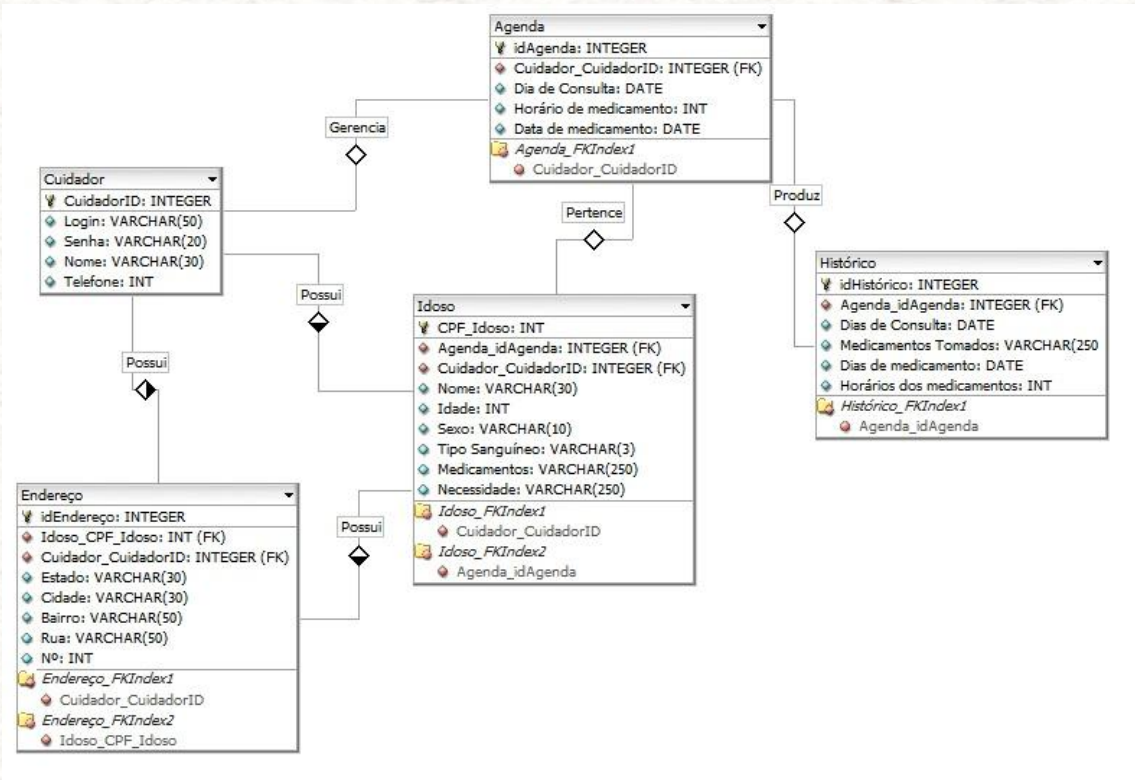 Agenda
idAgenda: INTEGER
Cuidador_CuidadorID: INTEGER (FK)
Dia de Consulta: DATE
Horário de medicamento: INT
Data de medicamento: DATE
Agenda_FKIndex1
Cuidador_CuidadorID
Gerencia
Cuidador
CuidadorID: INTEGER
Login: VARCHAR(50)
Senha: VARCHAR(20)
Nome: VARCHAR(30)
Telefone: INT
Pertence
Produz
Histórico
idHistórico: INTEGER
Agenda_idAgenda: INTEGER (FK)
Dias de Consulta: DATE
Medicamentos Tomados: VARCHAR(250
Dias de medicamento: DATE
Horários dos medicamentos: INT
Histórico_FKIndex1
Agenda_idAgenda
Possui
Possui
Idoso
CPF_Idoso: INT
Agenda_idAgenda: INTEGER (FK)
Cuidador_CuidadorID: INTEGER (FK)
Nome: VARCHAR(30)
Idade: INT
Sexo: VARCHAR(10)
Tipo Sanguíneo: VARCHAR(3)
Medicamentos: VARCHAR(250)
Necessidade: VARCHAR(250)
Idoso_FKIndex1
Cuidador_CuidadorID
Idoso_FKIndex2
Agenda_idAgenda
Possui
Endereço
idEndereço: INTEGER
Idoso_CPF_Idoso: INT (FK)
Cuidador_CuidadorID: INTEGER (FK)
Estado: VARCHAR(30)
Cidade: VARCHAR(30)
Bairro: VARCHAR(50)
Rua: VARCHAR(50)
Nº: INT
Endereço_FKIndex1
Cuidador_CuidadorID
Endereço_FKIndex2
Idoso_CPF_Idoso